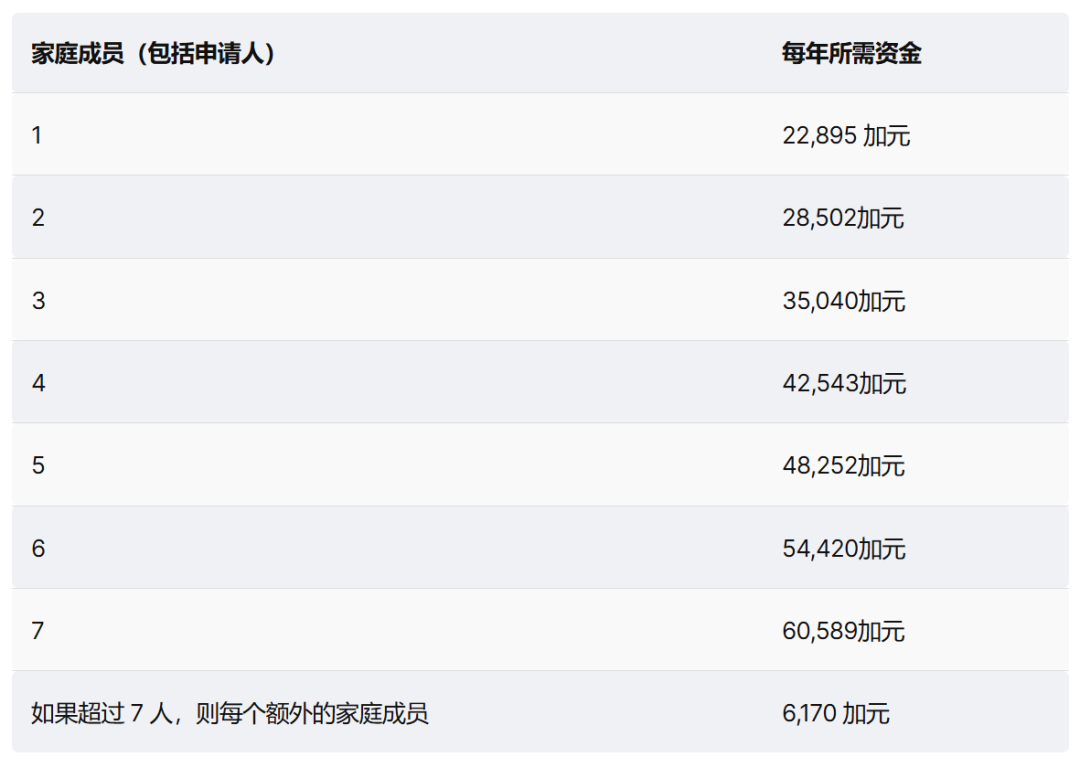 家庭成员（包括申请人） 每年所需资金
1 22,895 加元
2 28,502加元
3 35,040加元
4 42,543加元
5 48,252加元
6 54,420加元
7 60,589加元
如果超过 7 人，则每个额外的家庭成员 6,170 加元